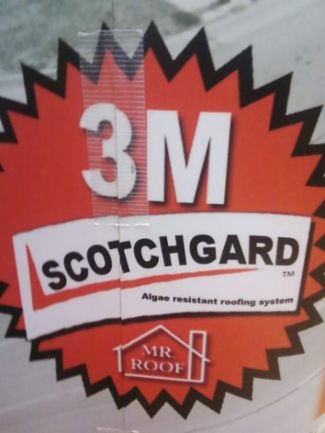 3M
SCOTCHGARD
TM
Algae resistant roofing system
MR.
ROOF